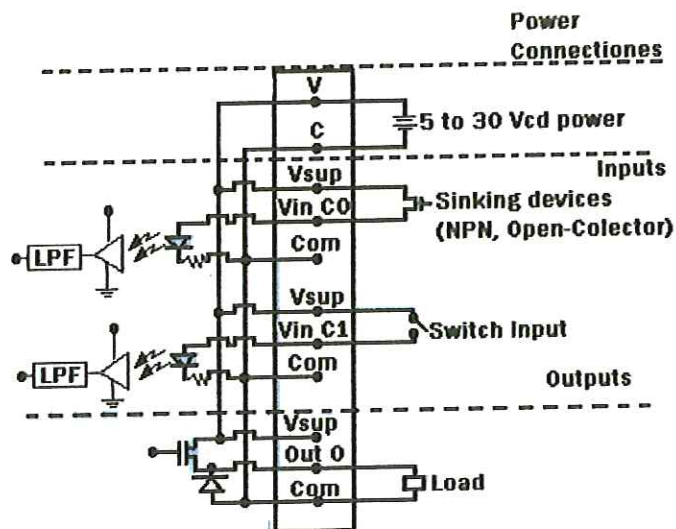 Power
Connectiones
V
5 to 30 Vcd power
C
Inputs
Vsup
Sinking devices
Vin C0
(NPN, Open-Colector)
Com
LPF
Vsup
Switch Input
Vin C1
Com
LPF
Outputs
Vsup
Out 0
Load
Com